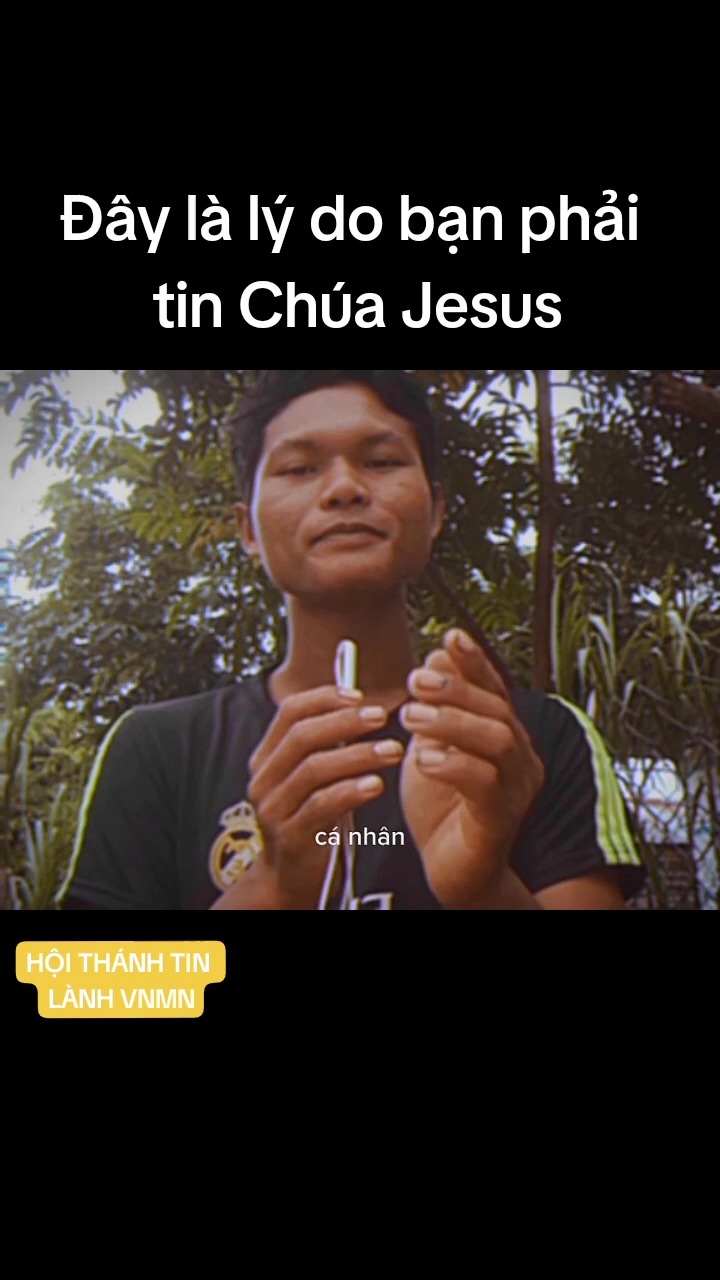 Đây là lý do bạn phải
tin Chúa Jesus
cá nhân
HỘI THÁNH TIN
LÀNH VNMN